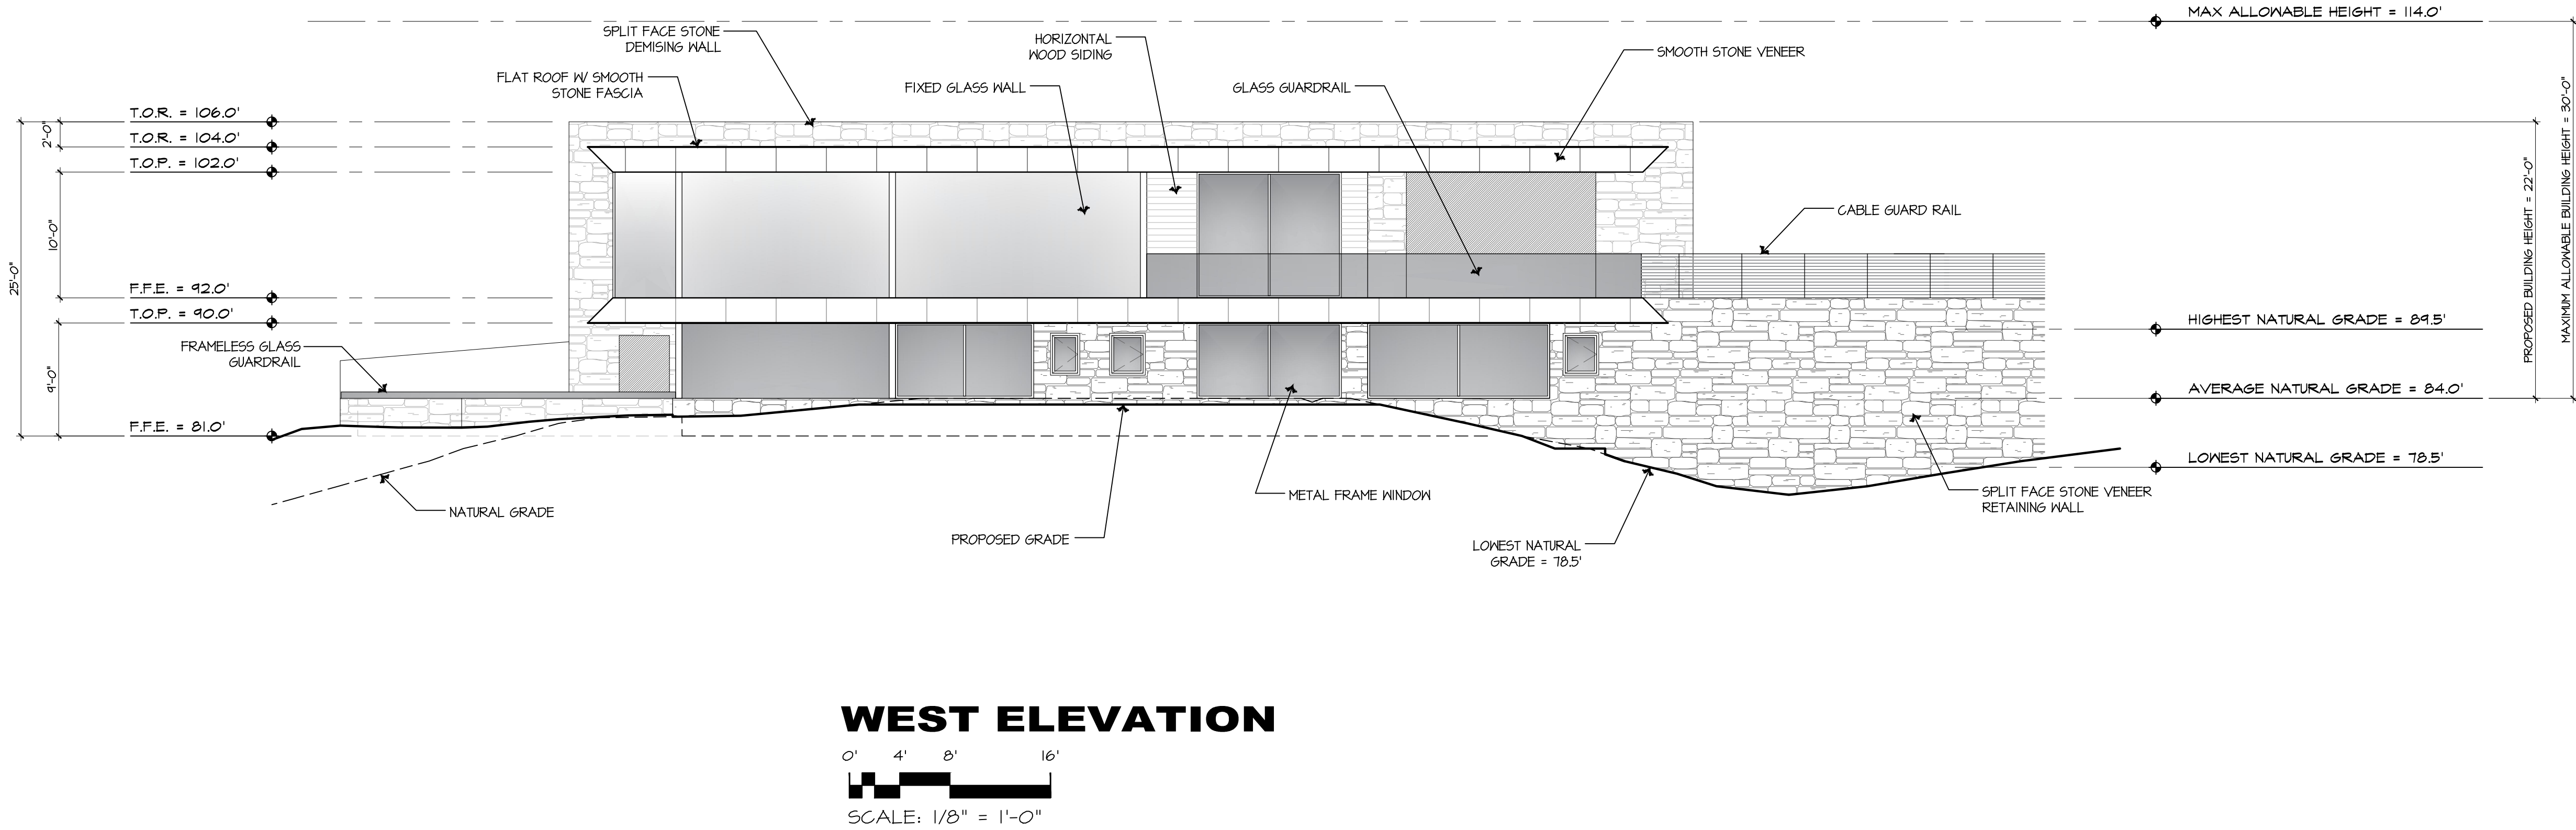 MAX ALLOWABLE HEIGHT = 114.0'
SPLIT FACE STONE
DEMISING WALL
HORIZONTAL
WOOD SIDING
SMOOTH STONE VENEER
FLAT ROOF W/ SMOOTH
STONE FASCIA
FIXED GLASS WALL
GLASS GUARDRAIL
T.O.R. = 106.0'
2'-0"
T.O.R. = 104.0'
T.O.P. = 102.0'
CABLE GUARD RAIL
10'-0"
25'-0"
PROPOSED BUILDING HEIGHT = 22'-0"
MAXIMUM ALLOWABLE BUILDING HEIGHT = 30'-0"
F.F.E. = 92.0'
T.O.P. = 90.0'
HIGHEST NATURAL GRADE = 89.5'
FRAMELESS GLASS
GUARDRAIL
9'-0"
AVERAGE NATURAL GRADE = 84.0'
F.F.E. = 81.0'
LOWEST NATURAL GRADE = 78.5'
METAL FRAME WINDOW
SPLIT FACE STONE VENEER
RETAINING WALL
NATURAL GRADE
PROPOSED GRADE
LOWEST NATURAL
GRADE = 78.5'
WEST ELEVATION
0' 4' 8' 16'
SCALE: 1/8" = 1'-0"